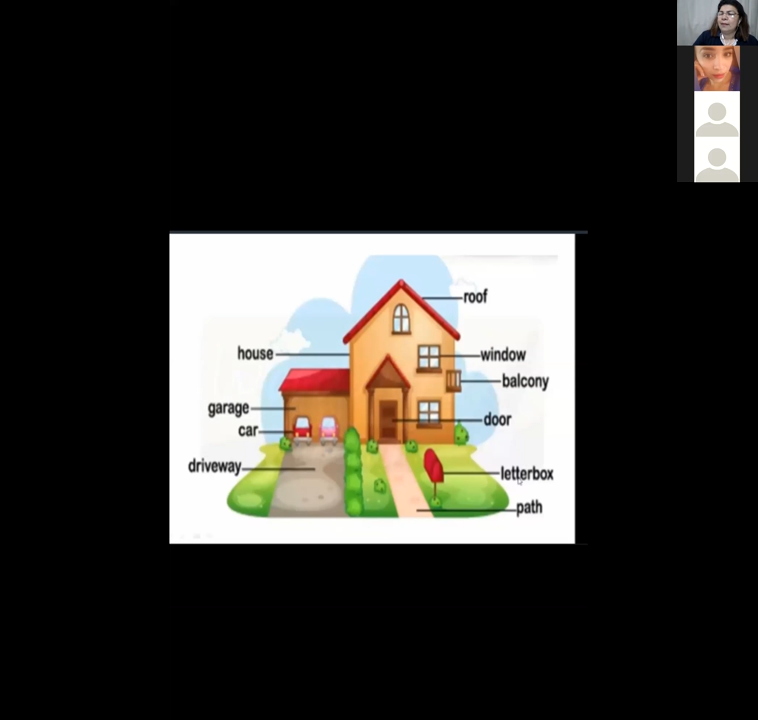 roof
house
window
balcony
garage
door
car
driveway
letterbox
path